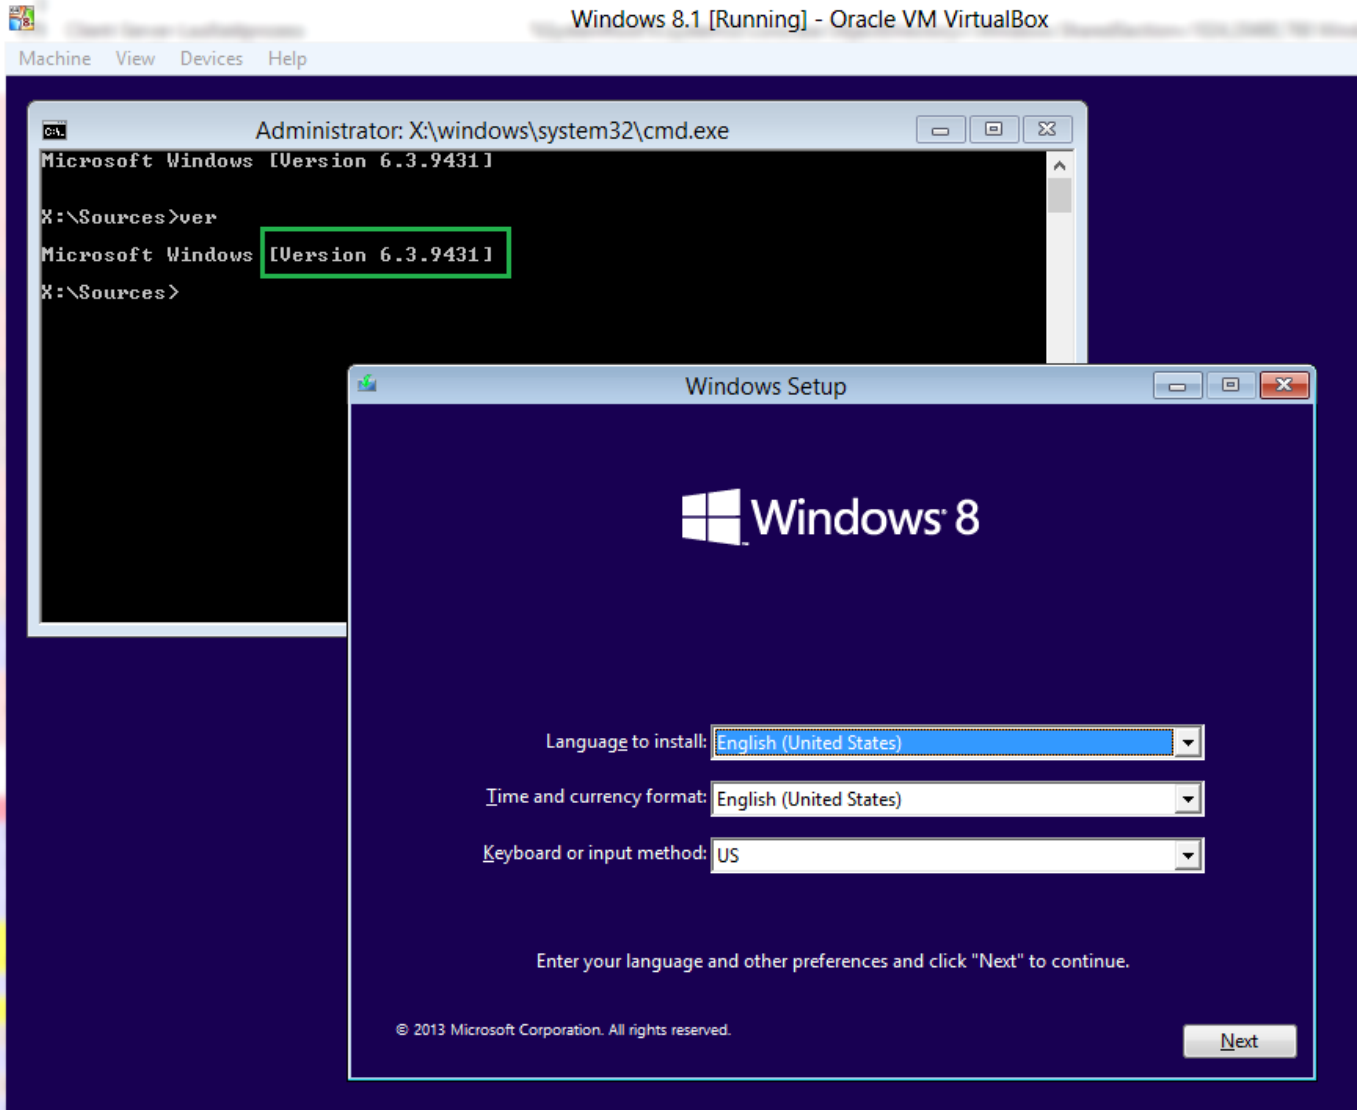 Windows 8.1 [Running] - Oracle VM VirtualBox
Machine View Devices Help
Administrator: X:\windows\system32\cmd.exe
Microsoft Windows [Version 6.3.9431]
X:\Sources>ver
Microsoft Windows [Version 6.3.9431]
X:\Sources>
Windows Setup
Windows 8
Language to install: English (United States)
Time and currency format: English (United States)
Keyboard or input method: US
Enter your language and other preferences and click "Next" to continue.
© 2013 Microsoft Corporation. All rights reserved.
Next